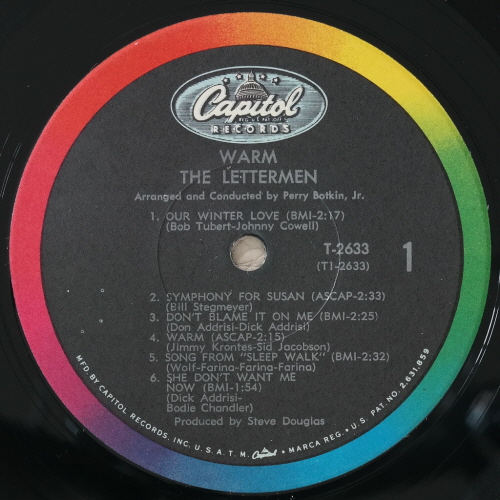 Capitol
RECORDS
WARM
THE LETTERMEN
Arranged and Conducted by Perry Botkin, Jr.
1. OUR WINTER LOVE (BMI-2:17)
(Bob Tubert-Johnny Cowell)
T-2633
(T1-2633)
1
2. SYMPHONY FOR SUSAN (ASCAP-2:33)
(Bill Stegmeyer)
3. DON'T BLAME IT ON ME (BMI-2:25)
(Don Addrisi-Dick Addrisi)
4. WARM (ASCAP-2:15)
(Jimmy Krontes-Sid Jacobson)
5. SONG FROM "SLEEP WALK" (BMI-2;32)
(Wolf-Farina-Farina-Farina)
6. SHE DON'T WANT ME
NOW (BMI-1:54)
(Dick Addrisi-
Bodie Chandler)
Produced by Steve Douglas
MFD. BY CAPITOL RECORDS, INC. U.S.A. T.M. Capitol • MARCA REG. • U.S. PAT. NO. 2,631,859